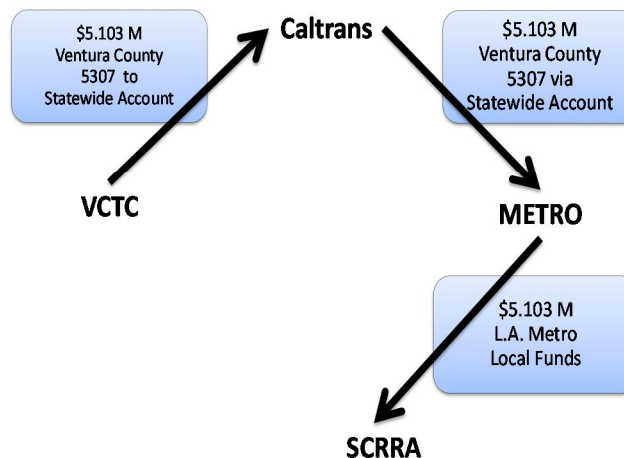 $5.103 M
Ventura County
5307 to
Statewide Account
Caltrans
$5.103 M
Ventura County
5307 via
Statewide Account
VCTC
METRO
$5.103 M
L.A. Metro
Local Funds
SCRRA